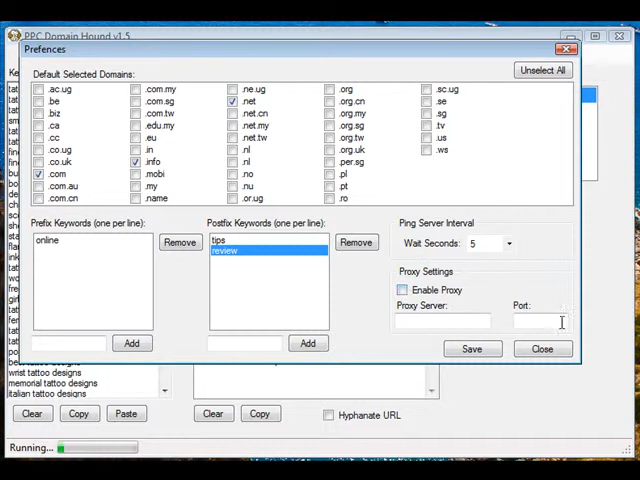 PPC Domain Hound v1.5
Prefences
Default Selected Domains:
Unselect All
.ac.ug .com.my .ne.ug .org .sc.ug
.be .com.sg .net .org.cn .se
.biz .com.tw .net.cn .org.my .sg
.ca .edu.my .net.my .org.sg .tv
.cc .eu .net.tw .org.tw .us
.co.ug .in .nl .per.sg .ws
.co.uk .info .nl .pl
.com .mobi .no .pt
.com.au .my .nu .ro
.com.cn .name .or.ug
Prefix Keywords (one per line):
online
Remove
Add
Postfix Keywords (one per line):
tips
review
Remove
Add
Ping Server Interval
Wait Seconds: 5
Proxy Settings
Enable Proxy
Proxy Server: Port:
Save Close
wrist tattoo designs
memorial tattoo designs
italian tattoo designs
Clear Copy Paste
Clear Copy
Hyphanate URL
Running...